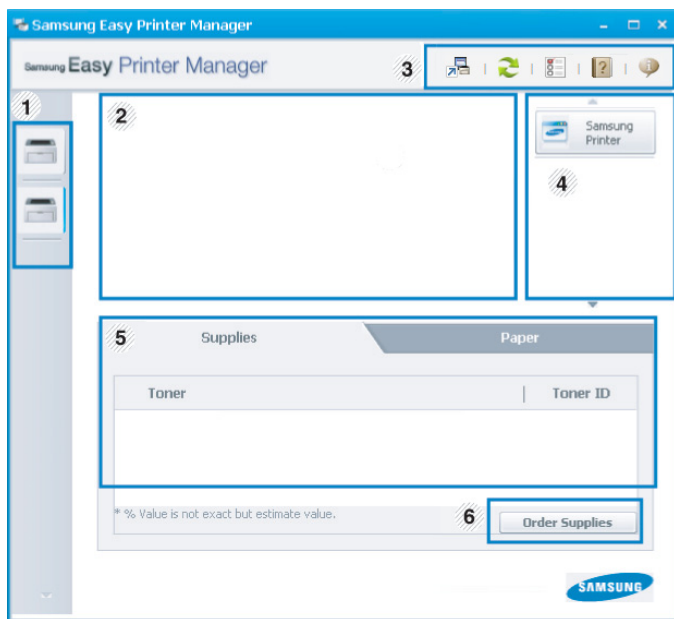 Samsung Easy Printer Manager
Samsung Easy Printer Manager
3
1
2
Samsung
Printer
4
5
Supplies
Paper
Toner
Toner ID
* % Value is not exact but estimate value.
6
Order Supplies
SAMSUNG